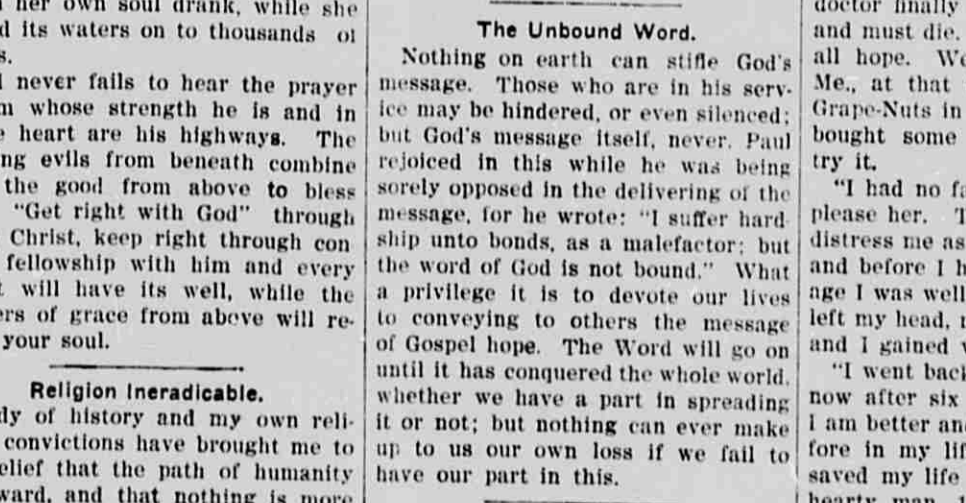 her own soul drank, while she
d its waters on to thousands of
s.
never fails to hear the prayer
m whose strength he is and in
heart are his highways. The
ng evils from beneath combine
the good from above to bless
"Get right with God" through
Christ, keep right through con
fellowship with him and every
t will have its well, while the
ers of grace from above will re-
your soul.
Religion Ineradicable.
dy of history and my own reli-
convictions have brought me to
elief that the path of humanity
ward, and that nothing is more
The Unbound Word.
Nothing on earth can stifle God's
message. Those who are in his serv-
ice may be hindered, or even silenced;
but God's message itself, never. Paul
rejoiced in this while he was being
sorely opposed in the delivering of the
message, for he wrote: "I suffer hard-
ship unto bonds, as a malefactor; but
the word of God is not bound." What
a privilege it is to devote our lives
to conveying to others the message
of Gospel hope. The Word will go on
until it has conquered the whole world,
whether we have a part in spreading
it or not; but nothing can ever make
up to us our own loss if we fail to
have our part in this.
doctor finally
and must die.
all hope. We
Me., at that
Grape-Nuts in
bought some
try it.
"I had no fa
please her. T
distress me as
and before I h
age I was well
left my head,
and I gained
"I went back
now after six
I am better an
fore in my lif
saved my life
hearty man,